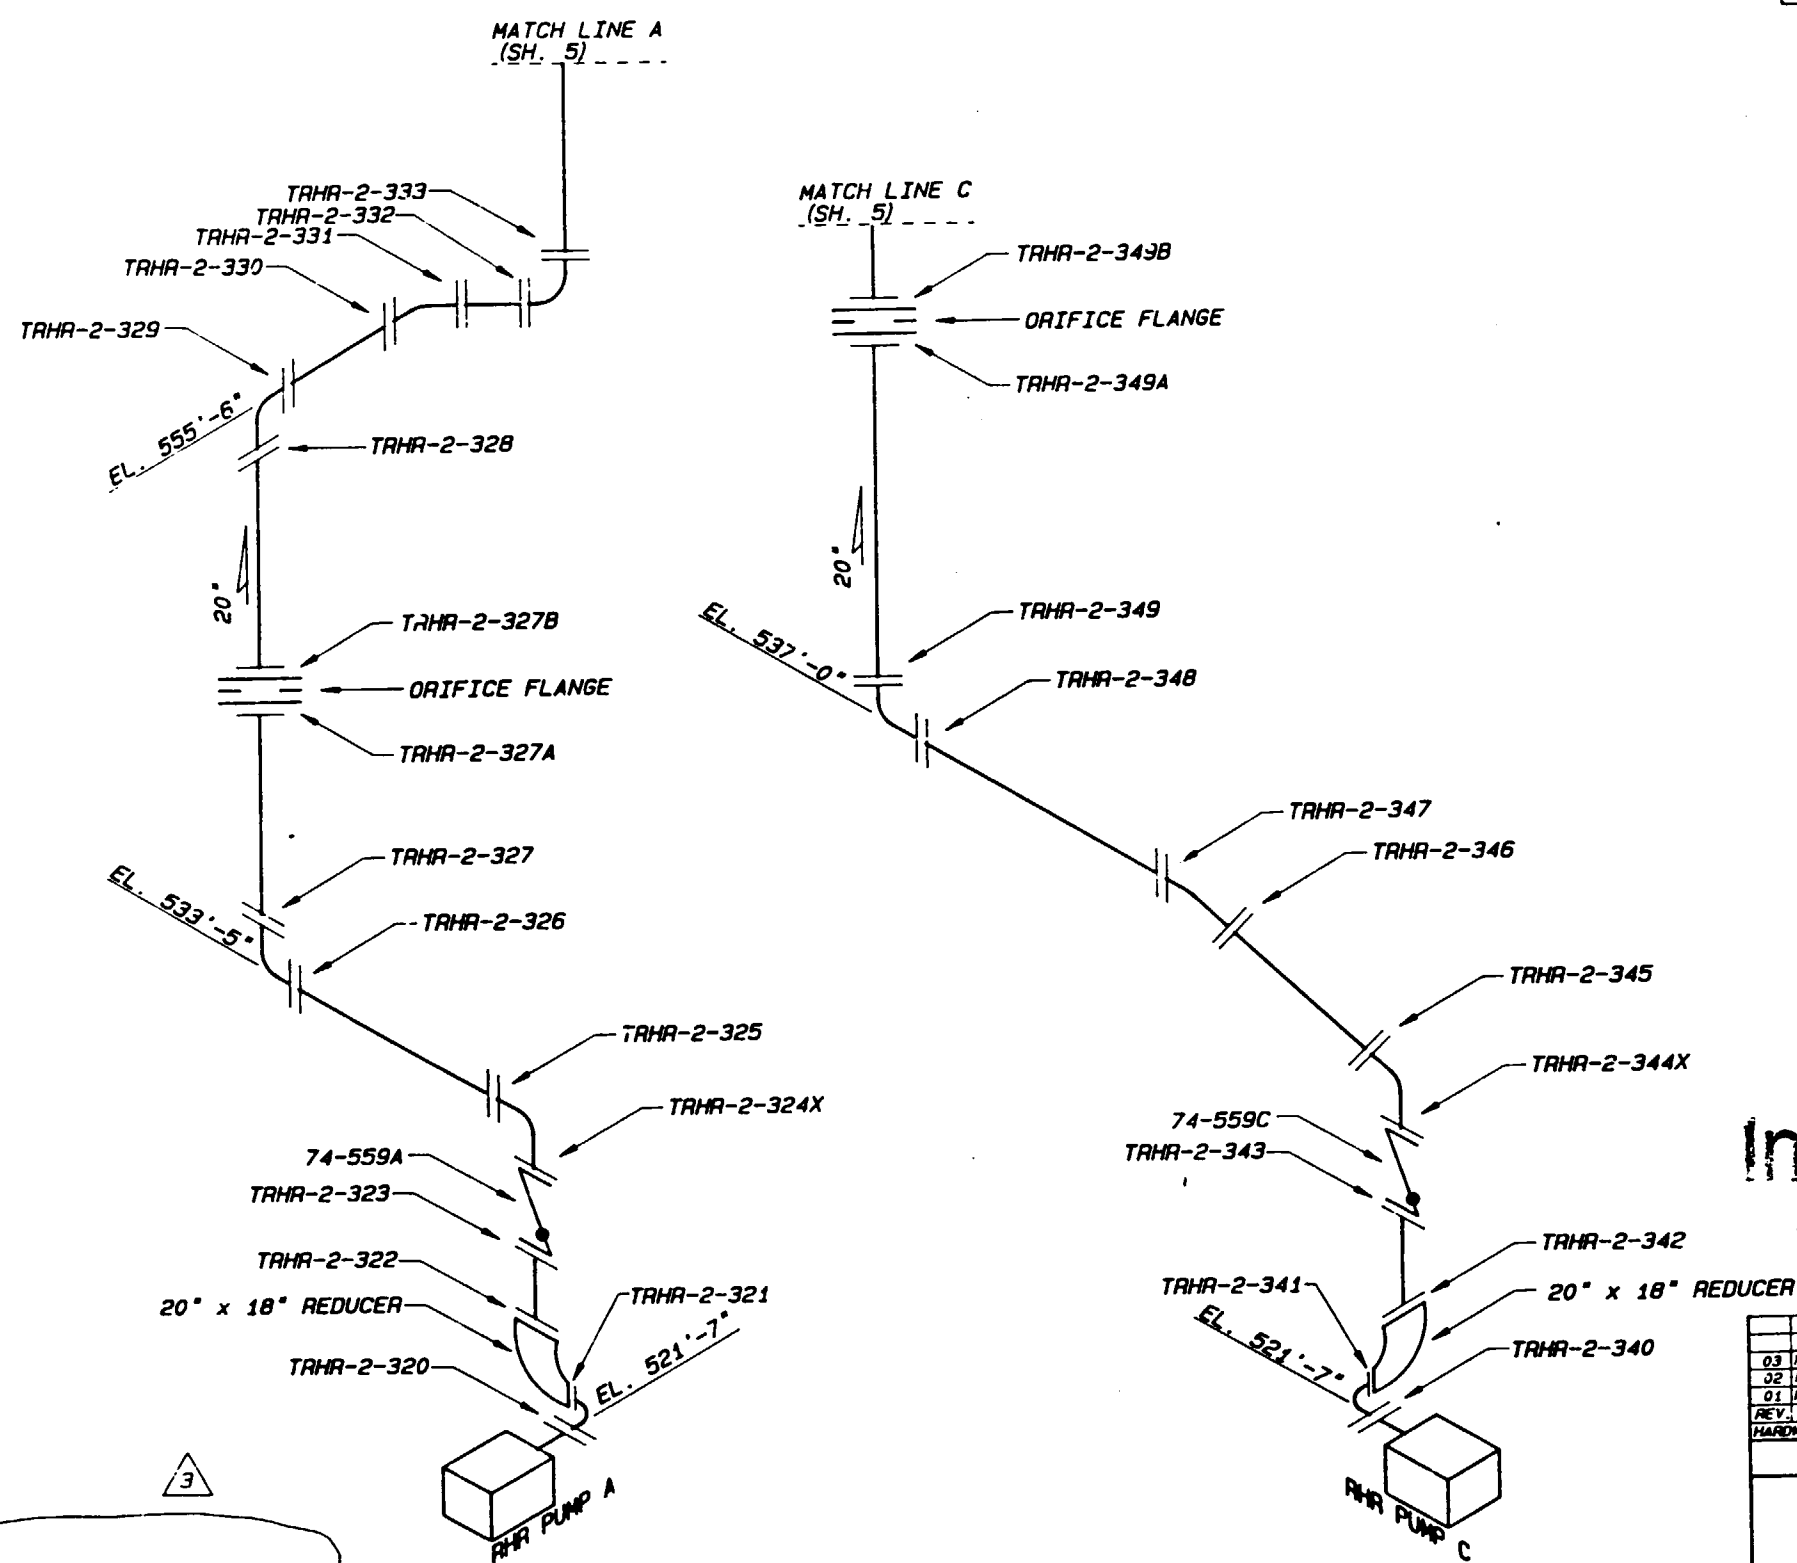 MATCH LINE A
(SH. 5)
TRHR-2-333
TRHR-2-332
TRHR-2-331
TRHR-2-330
TRHR-2-329
EL. 555'-6"
TRHR-2-328
20"
TRHR-2-327B
ORIFICE FLANGE
TRHR-2-327A
TRHR-2-327
EL. 533'-5"
TRHR-2-326
TRHR-2-325
TRHR-2-324X
74-559A
TRHR-2-323
TRHR-2-322
20" x 18" REDUCER
TRHR-2-321
TRHR-2-320
EL. 521'-7"
RHR PUMP A
3
MATCH LINE C
(SH. 5)
TRHR-2-349B
ORIFICE FLANGE
TRHR-2-349A
20"
TRHR-2-349
EL. 537'-0"
TRHR-2-348
TRHR-2-347
TRHR-2-346
TRHR-2-345
TRHR-2-344X
74-559C
TRHR-2-343
TRHR-2-342
TRHR-2-341
20" x 18" REDUCER
EL. 521'-7"
TRHR-2-340
RHR PUMP C
03
02
01
REV.